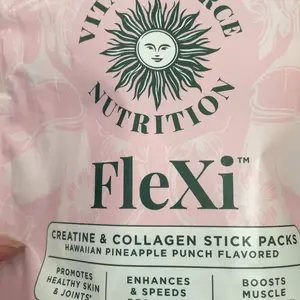 NUTRITION
FleXi™
CREATINE & COLLAGEN STICK PACKS
HAWAIIAN PINEAPPLE PUNCH FLAVORED
PROMOTES
HEALTHY SKIN
& JOINTS†
ENHANCES
& SPEEDS
BOOSTS
MUSCLE